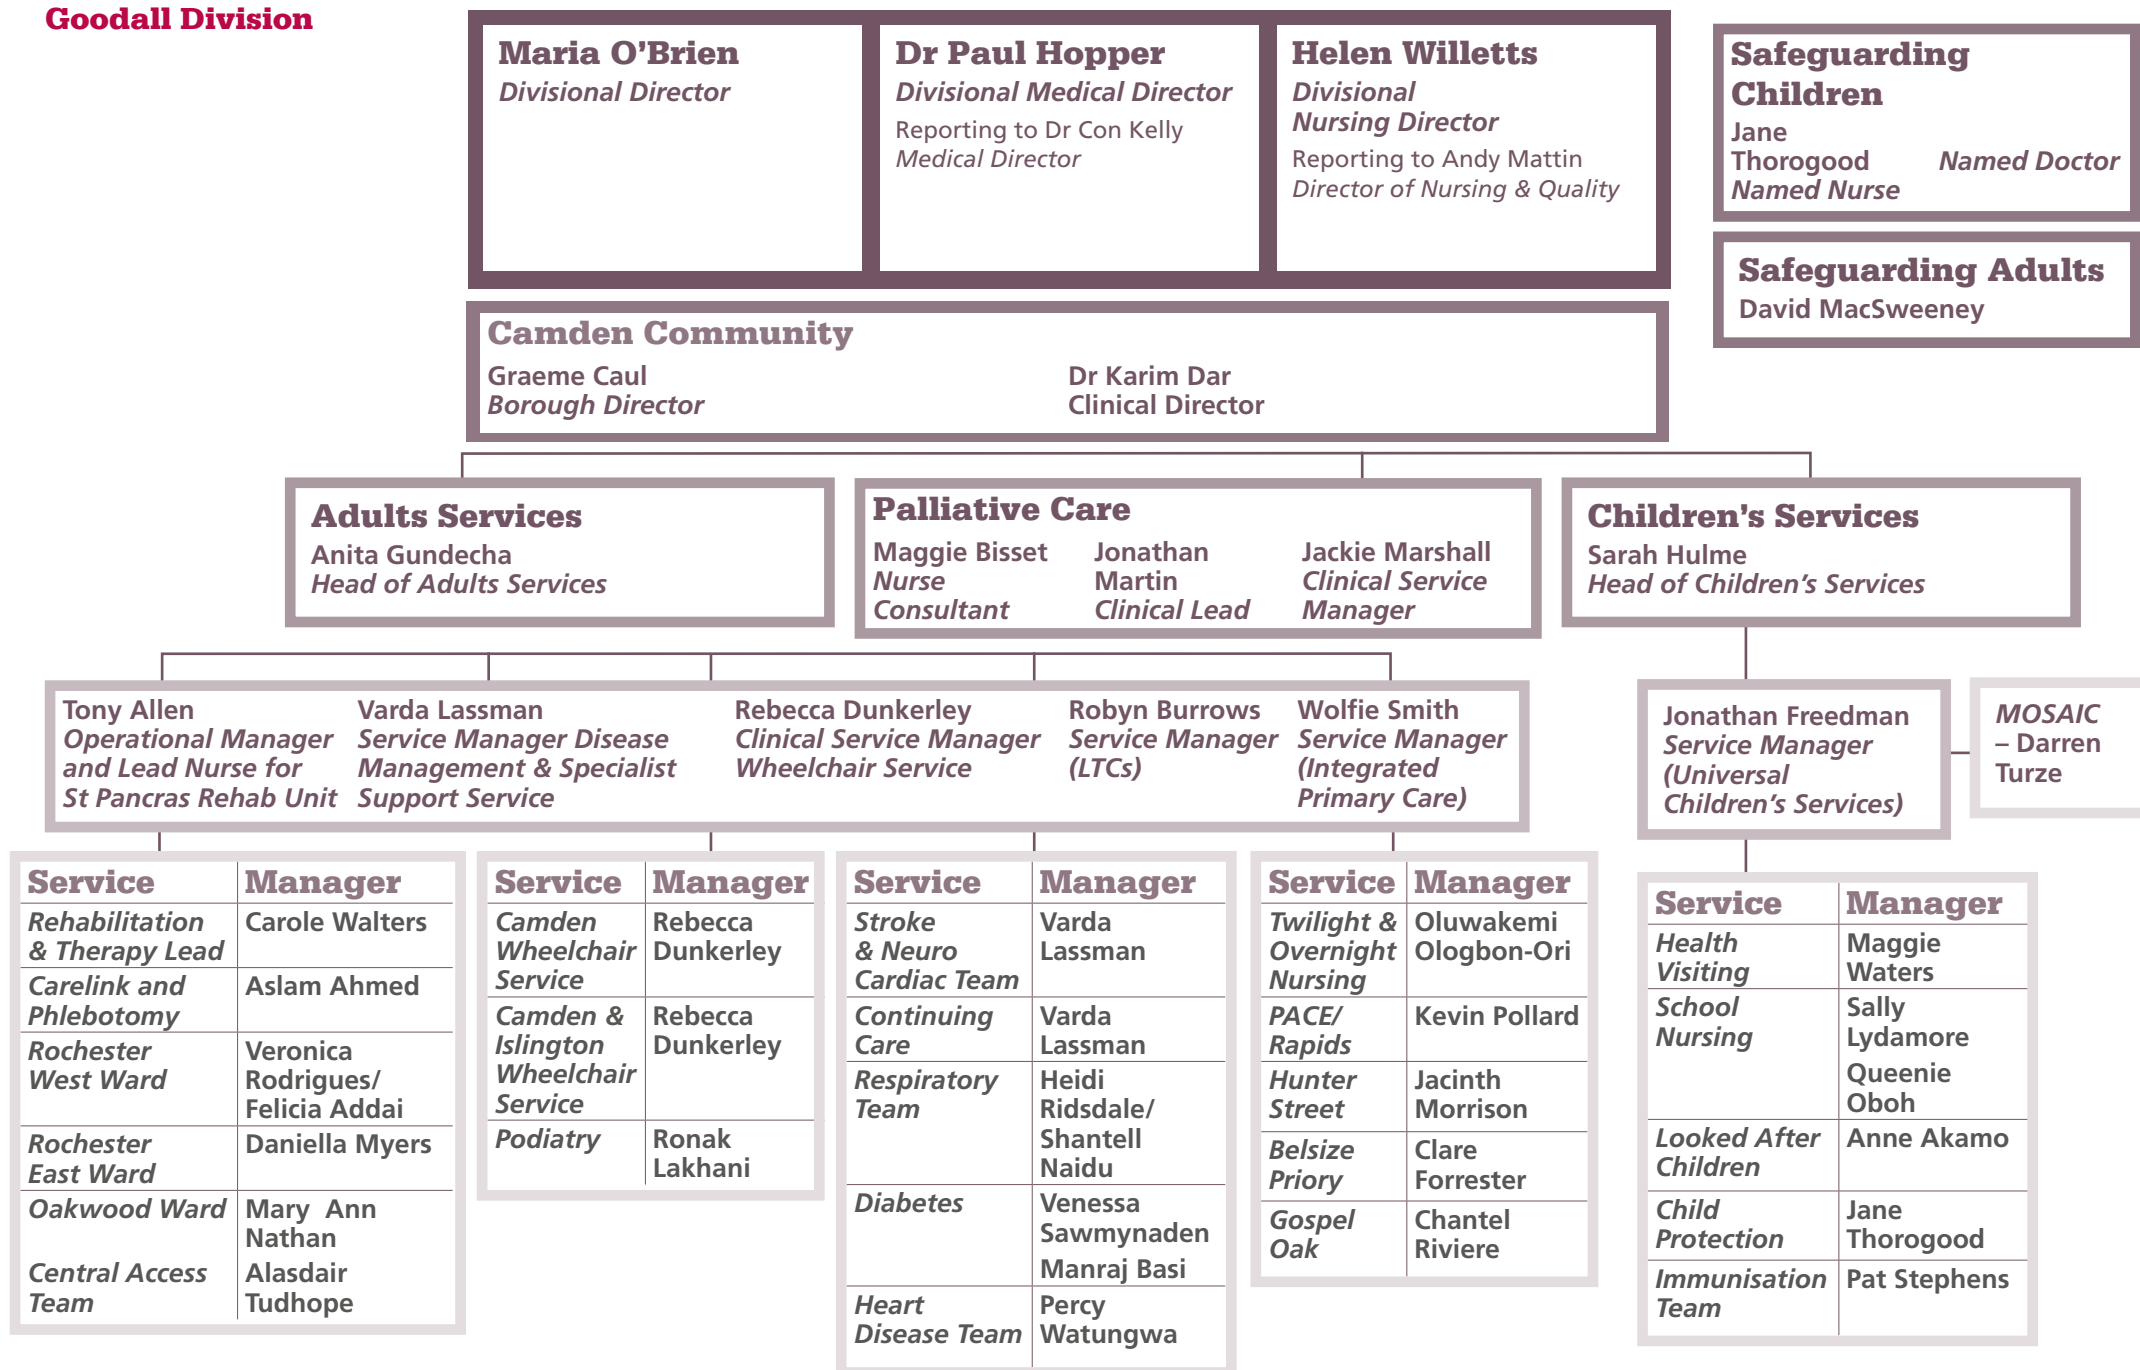 Goodall Division
Maria O'Brien
Divisional Director
Dr Paul Hopper
Divisional Medical Director
Reporting to Dr Con Kelly
Medical Director
Helen Willetts
Divisional
Nursing Director
Reporting to Andy Mattin
Director of Nursing & Quality
Safeguarding
Children
Jane
Thorogood
Named Nurse
Named Doctor
Safeguarding Adults
David MacSweeney
Camden Community
Graeme Caul
Borough Director
Dr Karim Dar
Clinical Director
Adults Services
Anita Gundecha
Head of Adults Services
Palliative Care
Maggie Bisset
Nurse
Consultant
Jonathan
Martin
Clinical Lead
Jackie Marshall
Clinical Service
Manager
Children's Services
Sarah Hulme
Head of Children's Services
Tony Allen
Operational Manager
and Lead Nurse for
St Pancras Rehab Unit
Varda Lassman
Service Manager Disease
Management & Specialist
Support Service
Rebecca Dunkerley
Clinical Service Manager
Wheelchair Service
Robyn Burrows
Service Manager
(LTCs)
Wolfie Smith
Service Manager
(Integrated
Primary Care)
Jonathan Freedman
Service Manager
(Universal
Children's Services)
MOSAIC
– Darren
Turze
Service Manager
Rehabilitation
& Therapy Lead
Carole Walters
Carelink and
Phlebotomy
Aslam Ahmed
Rochester
West Ward
Veronica
Rodrigues/
Felicia Addai
Rochester
East Ward
Daniella Myers
Oakwood Ward
Mary Ann
Nathan
Central Access
Team
Alasdair
Tudhope
Service Manager
Camden
Wheelchair
Service
Rebecca
Dunkerley
Camden &
Islington
Wheelchair
Service
Rebecca
Dunkerley
Podiatry
Ronak
Lakhani
Service Manager
Stroke
& Neuro
Cardiac Team
Varda
Lassman
Continuing
Care
Varda
Lassman
Respiratory
Team
Heidi
Ridsdale/
Shantell
Naidu
Diabetes
Venessa
Sawmynaden
Manraj Basi
Heart
Disease Team
Percy
Watungwa
Service Manager
Twilight &
Overnight
Nursing
Oluwakemi
Ologbon-Ori
PACE/
Rapids
Kevin Pollard
Hunter
Street
Jacinth
Morrison
Belsize
Priory
Clare
Forrester
Gospel
Oak
Chantel
Riviere
Service Manager
Health
Visiting
Maggie
Waters
School
Nursing
Sally
Lydamore
Queenie
Oboh
Looked After
Children
Anne Akamo
Child
Protection
Jane
Thorogood
Immunisation
Team
Pat Stephens